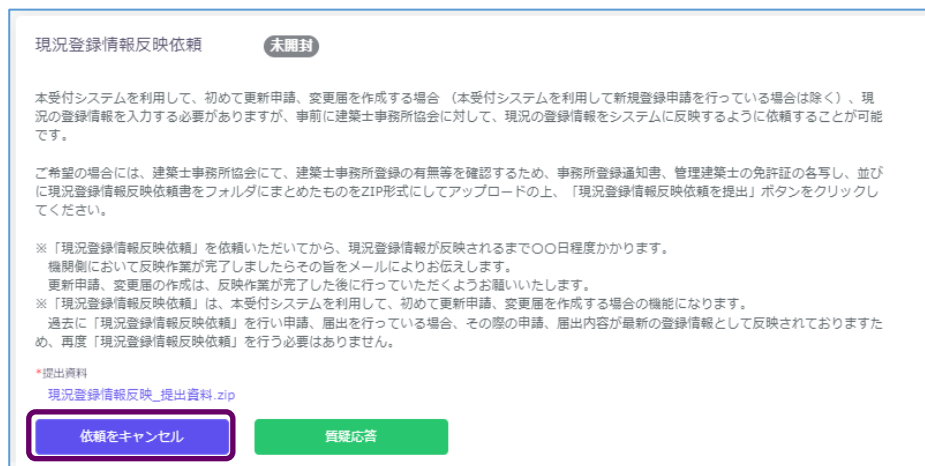 現況登録情報反映依頼 未開封
本受付システムを利用して、初めて更新申請、変更届を作成する場合 （本受付システムを利用して新規登録申請を行っている場合は除く）、現
況の登録情報を入力する必要がありますが、事前に建築士事務所協会に対して、現況の登録情報をシステムに反映するように依頼することが可能
です。
ご希望の場合には、建築士事務所協会にて、建築士事務所登録の有無等を確認するため、事務所登録通知書、管理建築士の免許証の各写し、並び
に現況登録情報反映依頼書をフォルダにまとめたものをZIP形式にしてアップロードの上、「現況登録情報反映依頼を提出」ボタンをクリックし
てください。
※「現況登録情報反映依頼」を依頼いただいてから、現況登録情報が反映されるまで〇〇日程度かかります。
機関側において反映作業が完了しましたらその旨をメールによりお伝えします。
更新申請、変更届の作成は、反映作業が完了した後に行っていただくようお願いいたします。
※「現況登録情報反映依頼」は、本受付システムを利用して、初めて更新申請、変更届を作成する場合の機能になります。
過去に「現況登録情報反映依頼」を行い申請、届出を行っている場合、その際の申請、届出内容が最新の登録情報として反映されておりますた
め、再度「現況登録情報反映依頼」を行う必要はありません。
*提出資料
現況登録情報反映_提出資料.zip
依頼をキャンセル 質疑応答